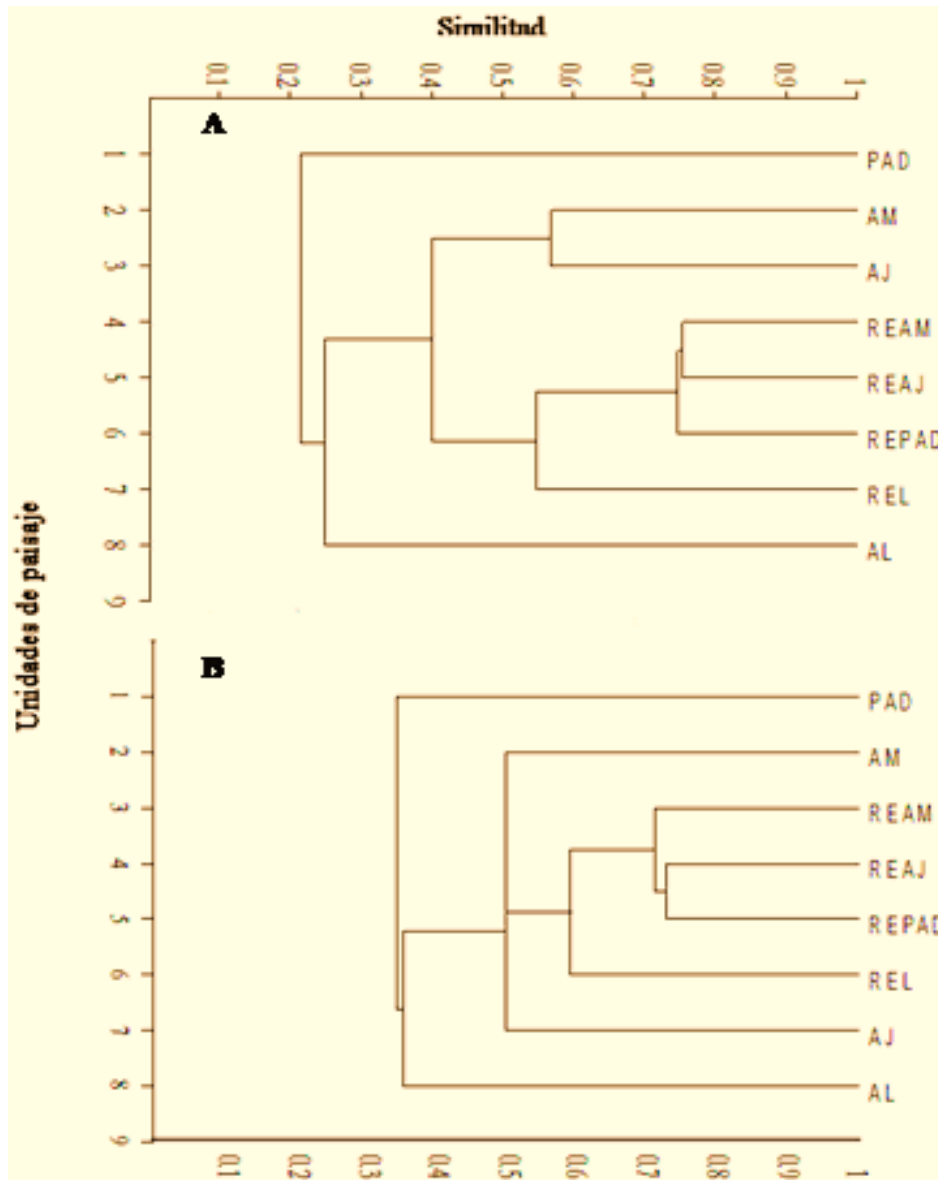 Similitud
0.1 0.2 0.3 0.4 0.5 0.6 0.7 0.8 0.9 1
A
1 PAD
2 AM
3 AJ
4 REAM
5 REAJ
6 REPAD
7 REL
8 AL
9
Unidades de paisaje
B
1 PAD
2 AM
3 REAM
4 REAJ
5 REPAD
6 REL
7 AJ
8 AL
9
0.1 0.2 0.3 0.4 0.5 0.6 0.7 0.8 0.9 1